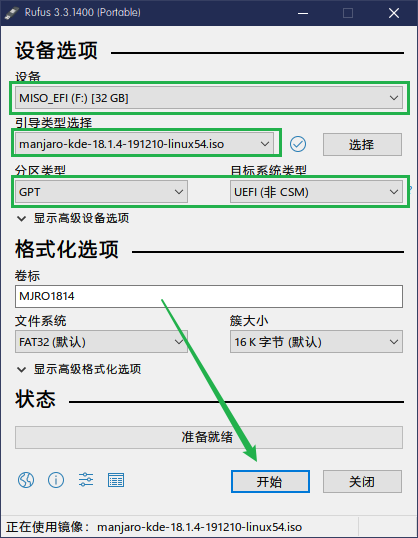 Rufus 3.3.1400 (Portable)
设备选项
设备
MISO_EFI (F:) [32 GB]
引导类型选择
manjaro-kde-18.1.4-191210-linux54.iso 选择
分区类型 目标系统类型
GPT UEFI (非 CSM)
显示高级设备选项
格式化选项
卷标
MJRO1814
文件系统 簇大小
FAT32 (默认) 16 K 字节 (默认)
显示高级格式化选项
状态
准备就绪
开始 关闭
正在使用镜像：manjaro-kde-18.1.4-191210-linux54.iso